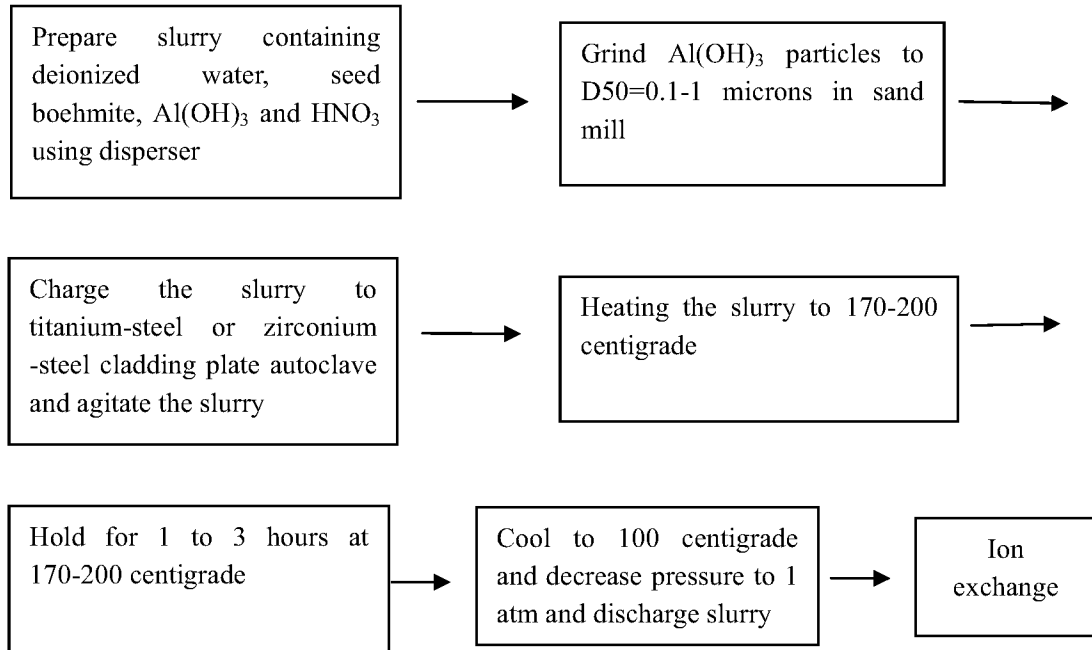 Prepare slurry containing
deionized water, seed
boehmite, Al(OH)₃ and HNO₃
using disperser
Grind Al(OH)₃ particles to
D50=0.1-1 microns in sand
mill
Charge the slurry to
titanium-steel or zirconium
-steel cladding plate autoclave
and agitate the slurry
Heating the slurry to 170-200
centigrade
Hold for 1 to 3 hours at
170-200 centigrade
Cool to 100 centigrade
and decrease pressure to 1
atm and discharge slurry
Ion
exchange